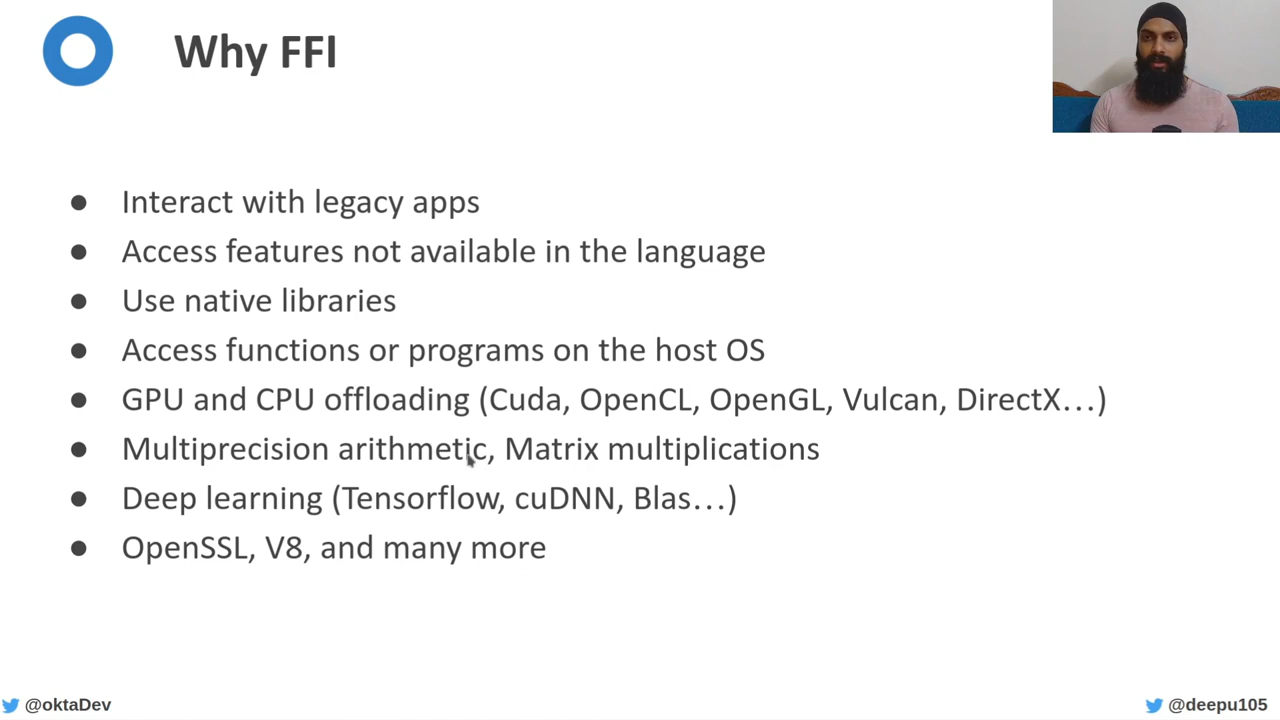 Why FFI
● Interact with legacy apps
● Access features not available in the language
● Use native libraries
● Access functions or programs on the host OS
● GPU and CPU offloading (Cuda, OpenCL, OpenGL, Vulcan, DirectX...)
● Multiprecision arithmetic, Matrix multiplications
● Deep learning (Tensorflow, cuDNN, Blas...)
● OpenSSL, V8, and many more
@oktaDev
@deepu105